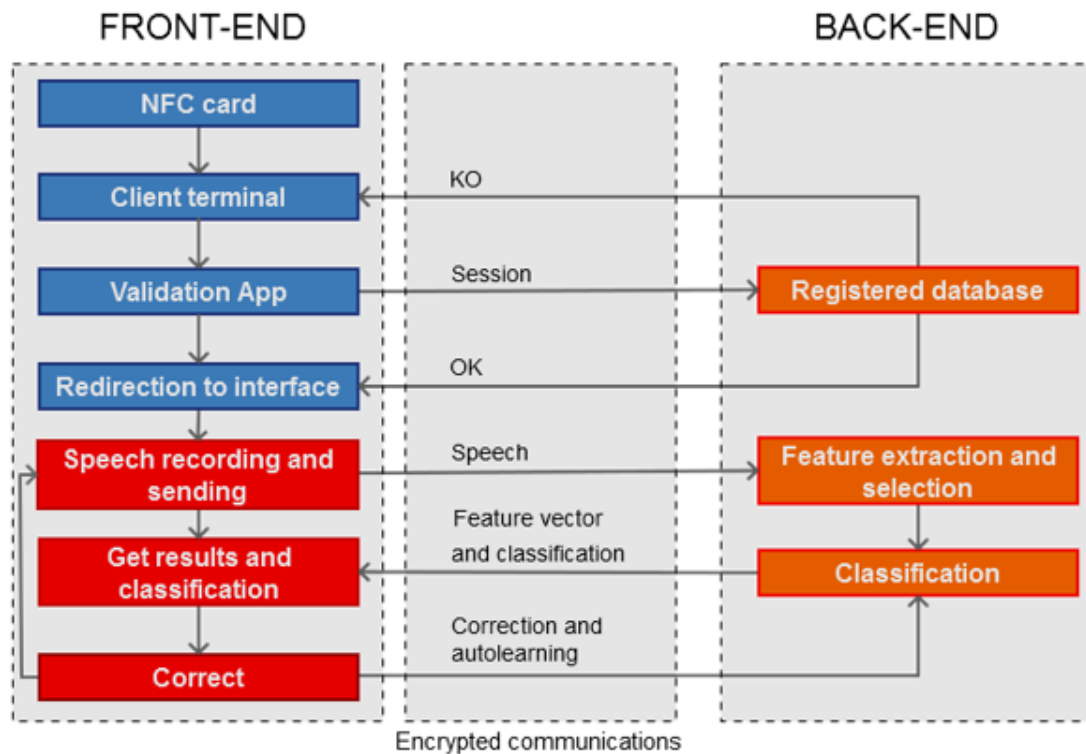 FRONT-END
BACK-END
NFC card
Client terminal
KO
Validation App
Session
Registered database
Redirection to interface
OK
Speech recording and
sending
Speech
Feature extraction and
selection
Get results and
classification
Feature vector
and classification
Classification
Correct
Correction and
autolearning
Encrypted communications